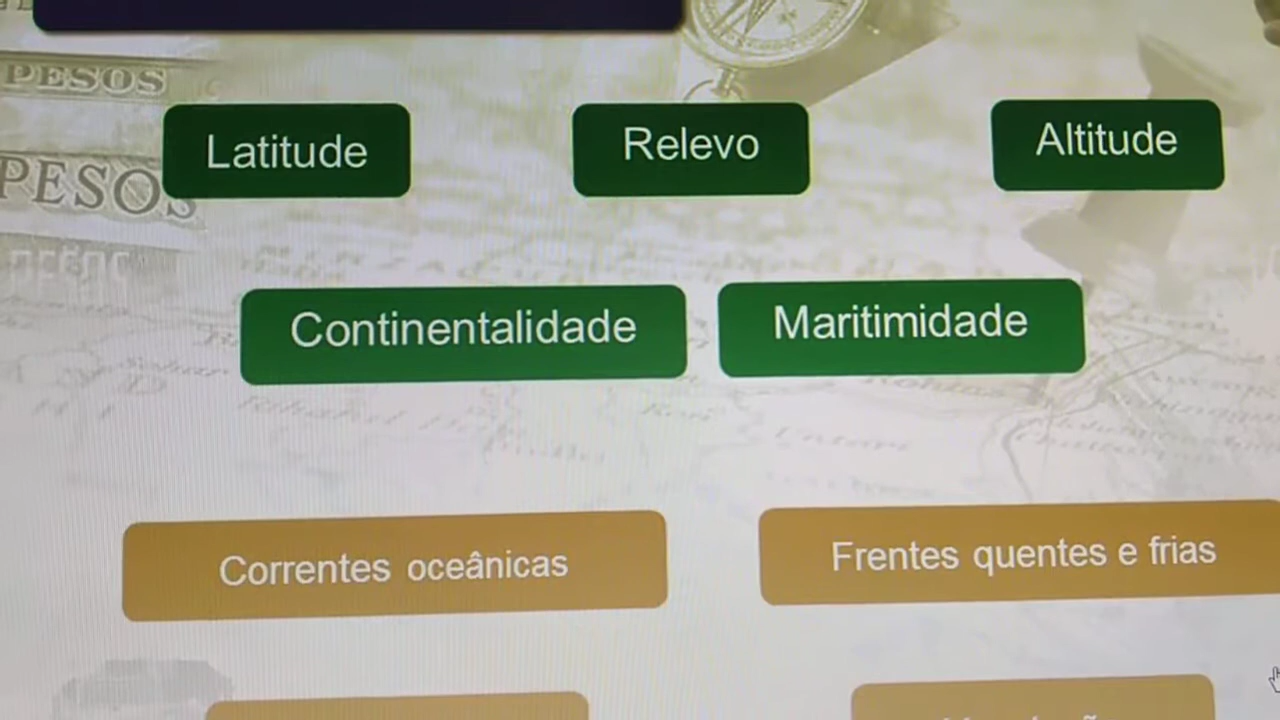 PESOS
Latitude
Relevo
Altitude
PESOS
Continentalidade
Maritimidade
Correntes oceânicas
Frentes quentes e frias